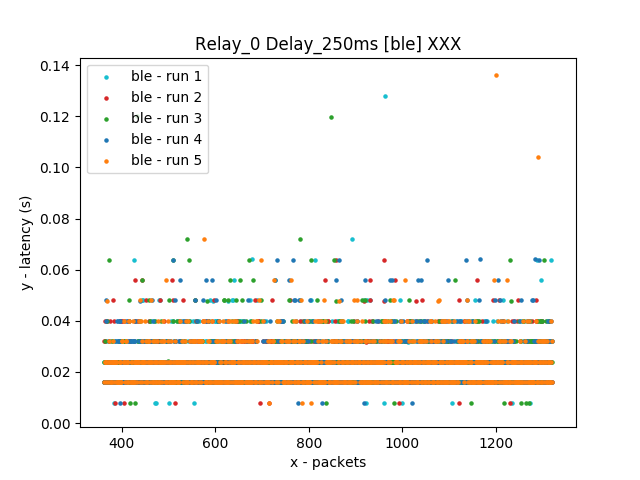 Relay_0 Delay_250ms [ble] XXX
0.14
0.12
0.10
0.08
0.06
0.04
0.02
0.00
y - latency (s)
ble - run 1
ble - run 2
ble - run 3
ble - run 4
ble - run 5
400 600 800 1000 1200
x - packets